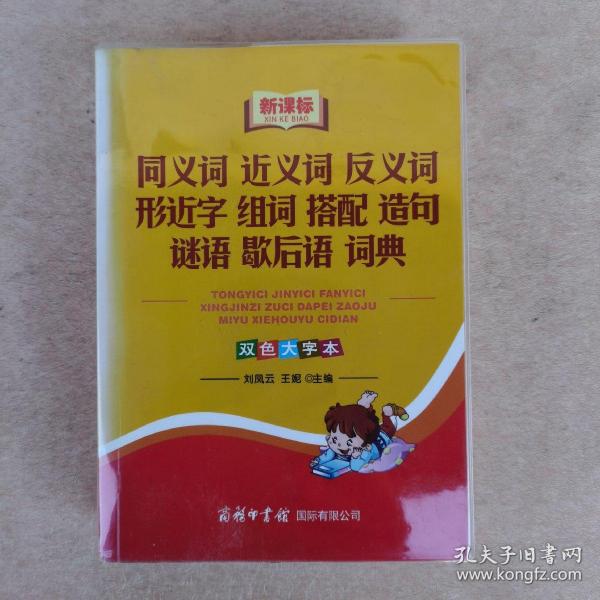 新课标
XIN KE BIAO
同义词 近义词 反义词
形近字 组词 搭配 造句
谜语 歇后语 词典
TONGYICI JINYICI FANYICI
XINGJINZI ZUCI DAPEI ZAOJU
MIYU XIEHOUYU CIDIAN
双色大字本
刘凤云 王妮◎主编
商務印書館 国际有限公司
孔夫子旧书网
www.kongfz.com